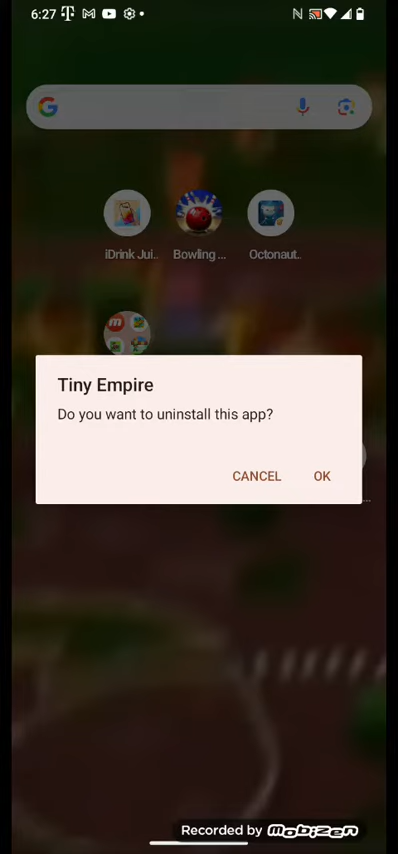 6:27
iDrink Jui..
Bowling ...
Octonaut..
Tiny Empire
Do you want to uninstall this app?
CANCEL
OK
...
Recorded by mobizen